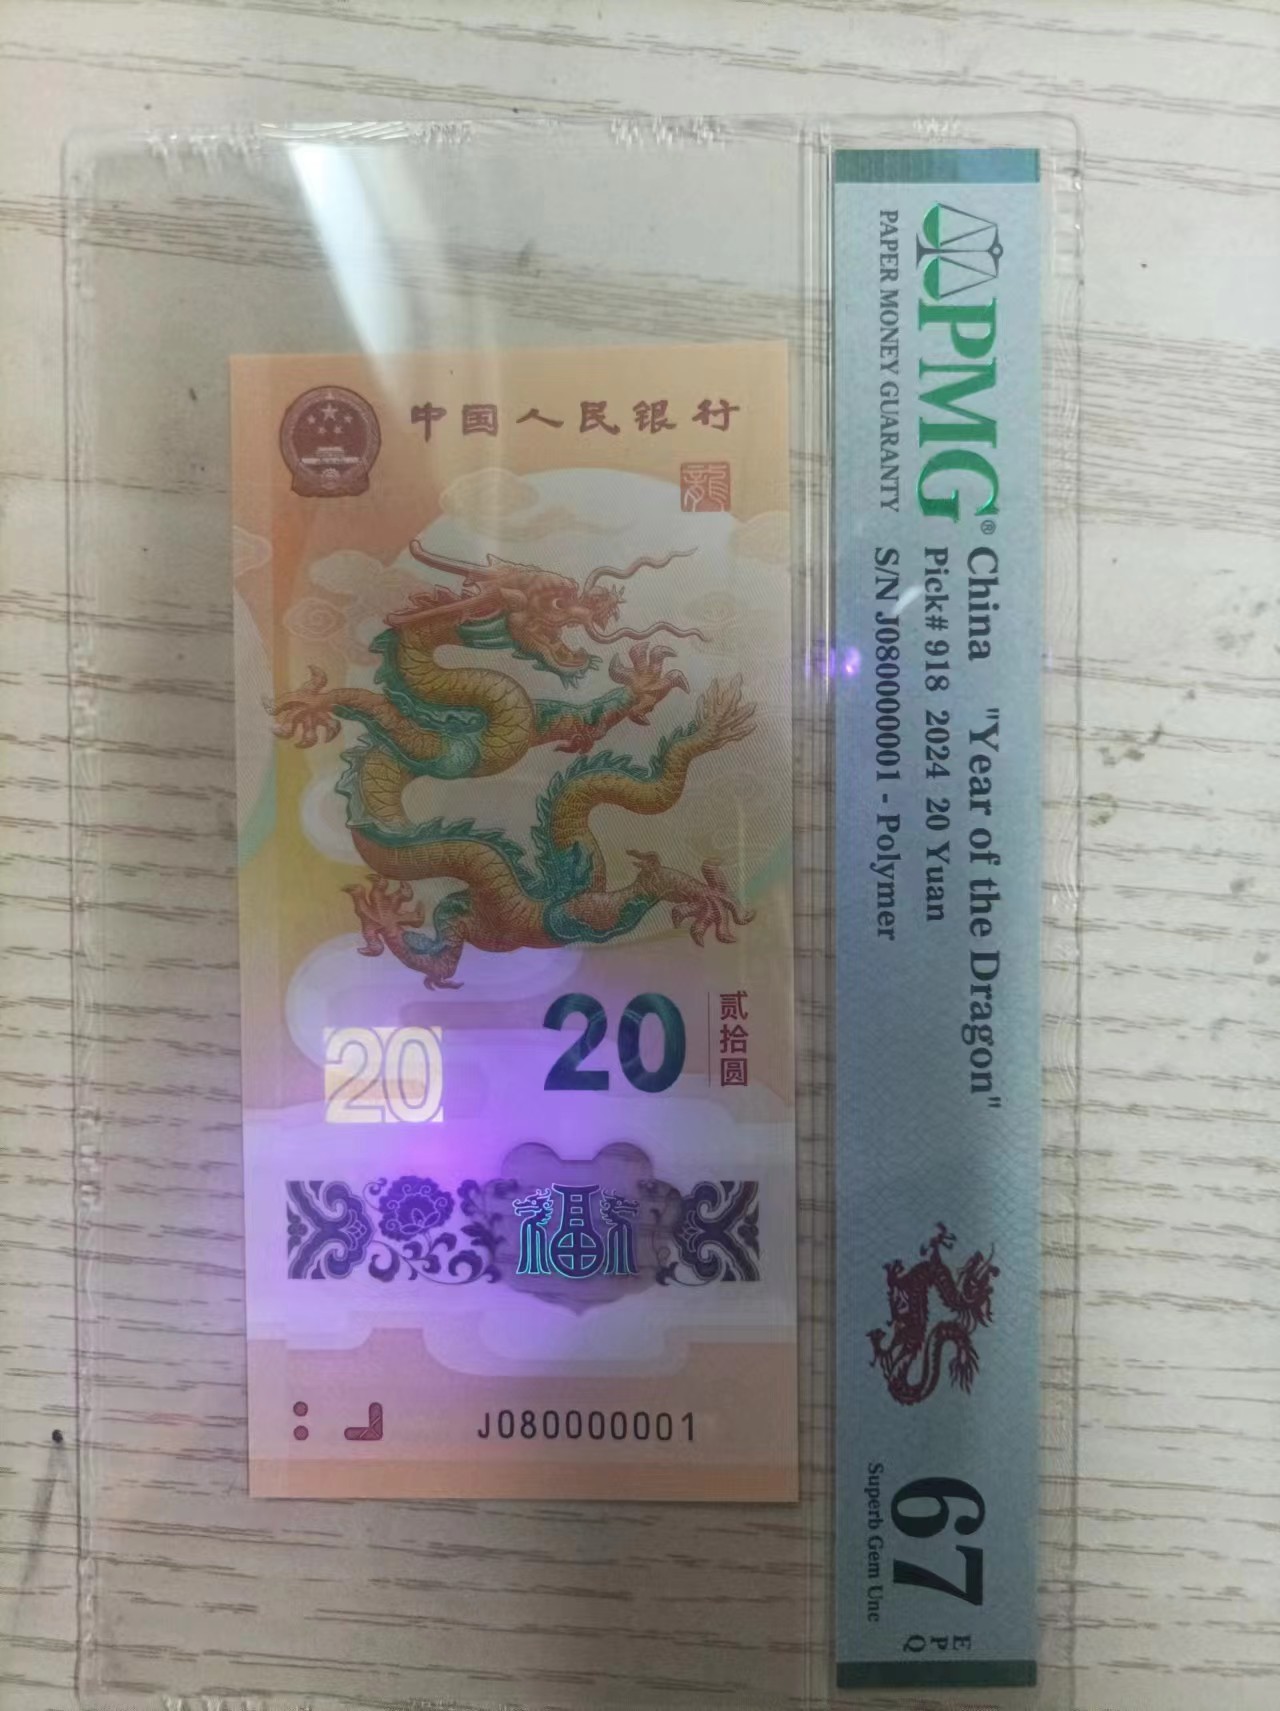 中国人民银行
龍
20
20
贰拾圆
福
J080000001
PMG®
PAPER MONEY GUARANTY
China "Year of the Dragon"
Pick# 918 2024 20 Yuan
S/N J080000001 - Polymer
67
EPQ
Superb Gem Unc